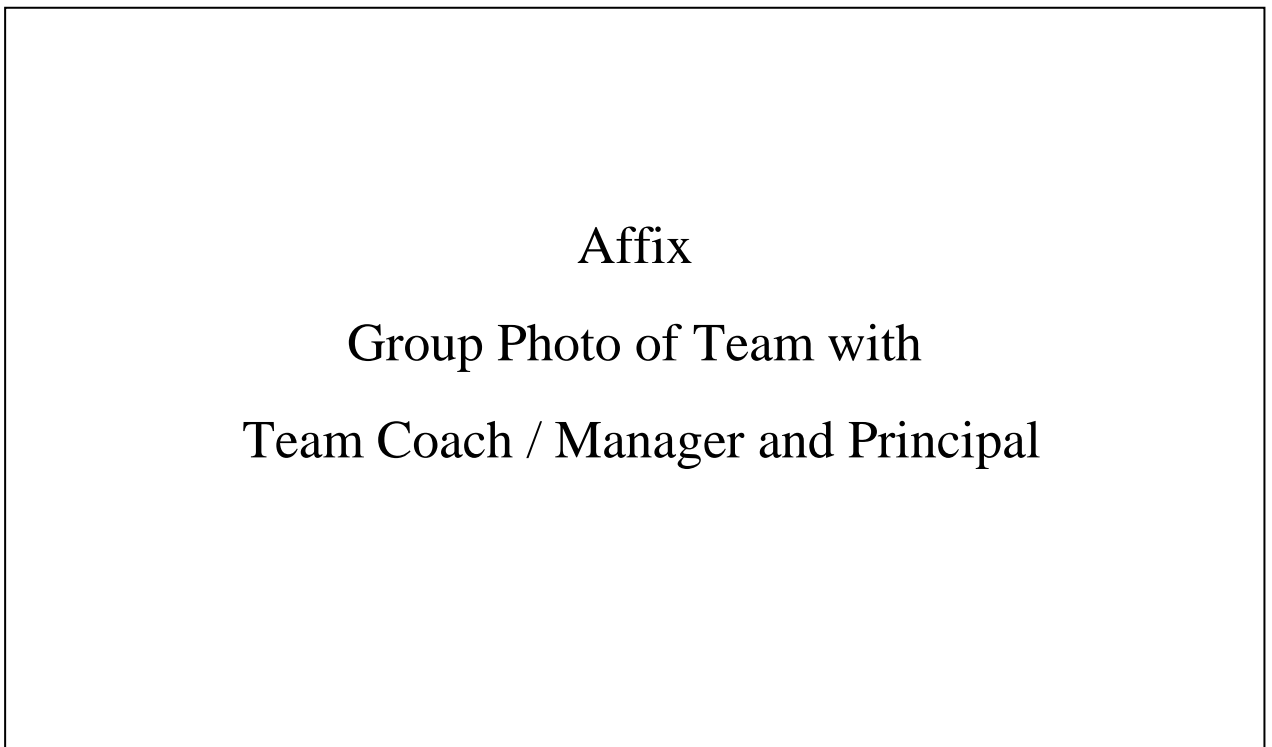 Affix
Group Photo of Team with
Team Coach / Manager and Principal